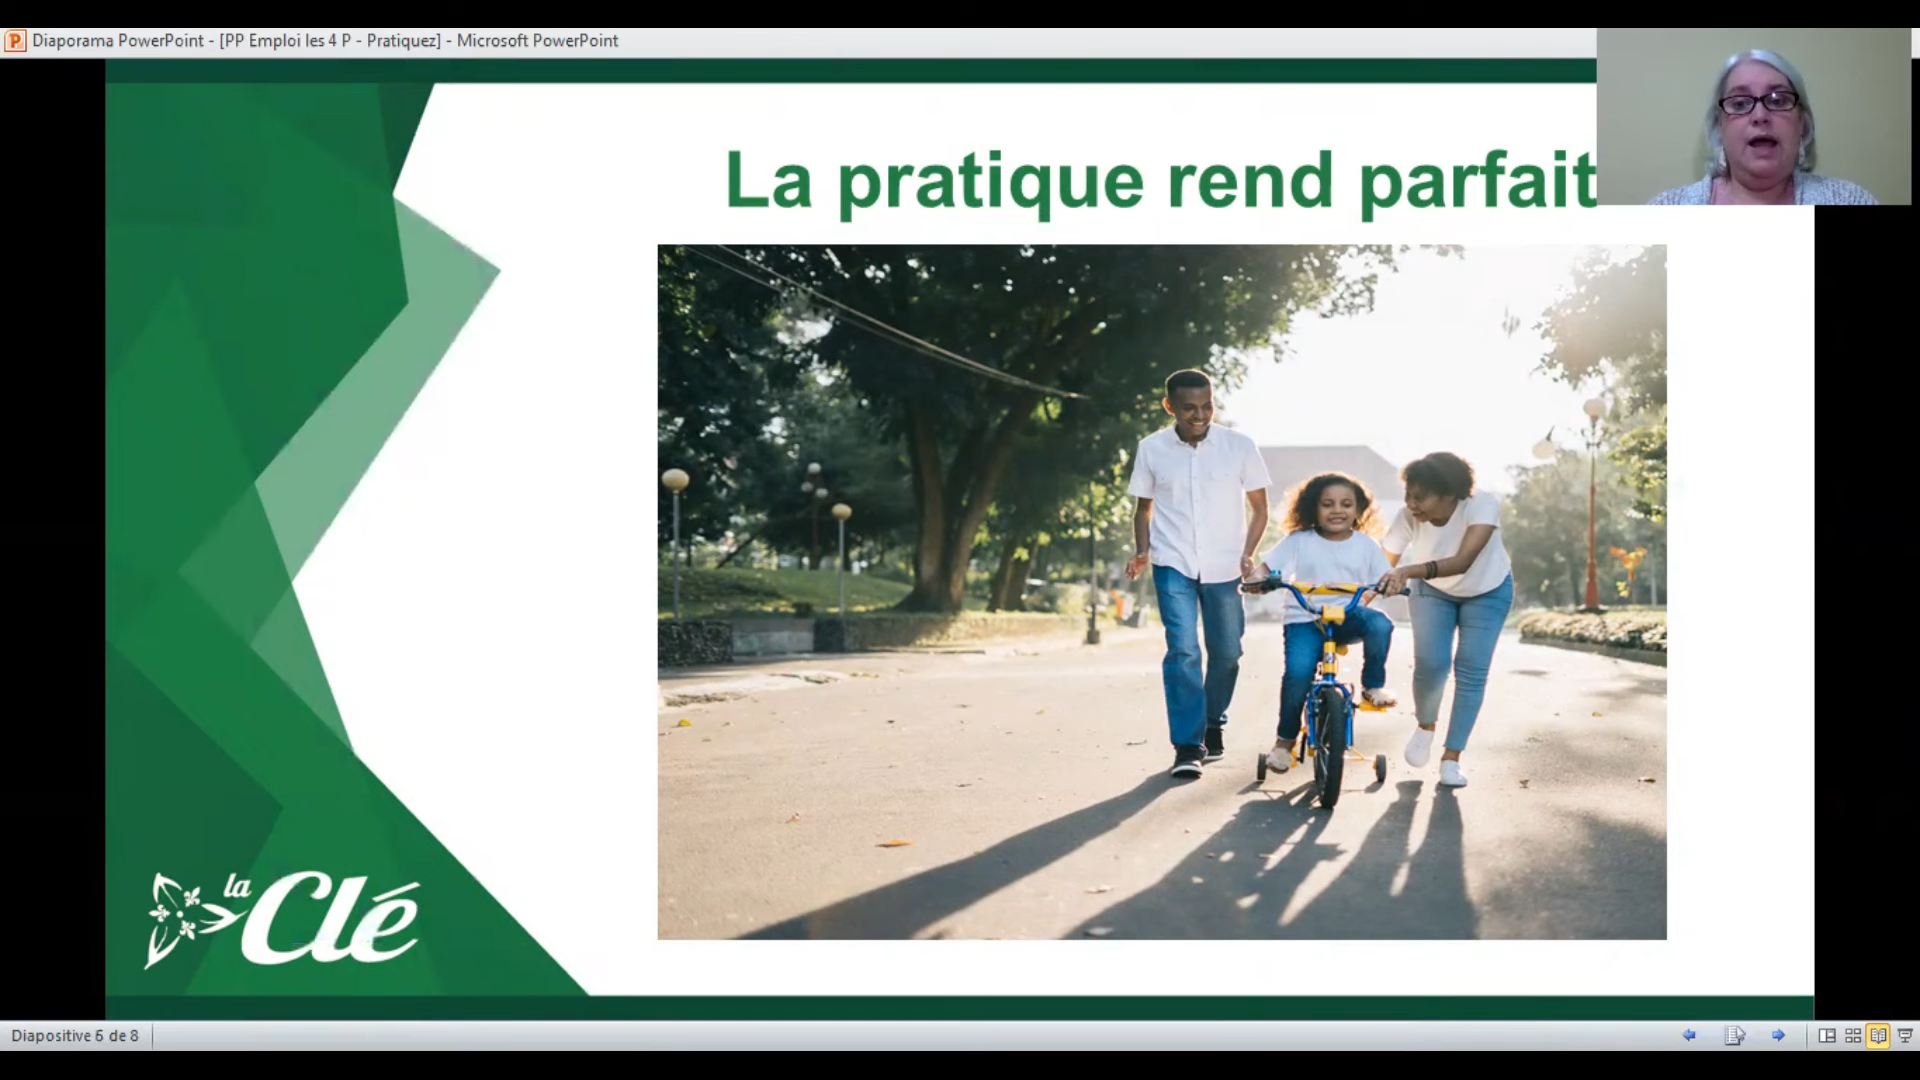 Diaporama PowerPoint - [PP Emploi les 4 P - Pratiquez] - Microsoft PowerPoint
La pratique rend parfait
la Clé
Diapositive 6 de 8